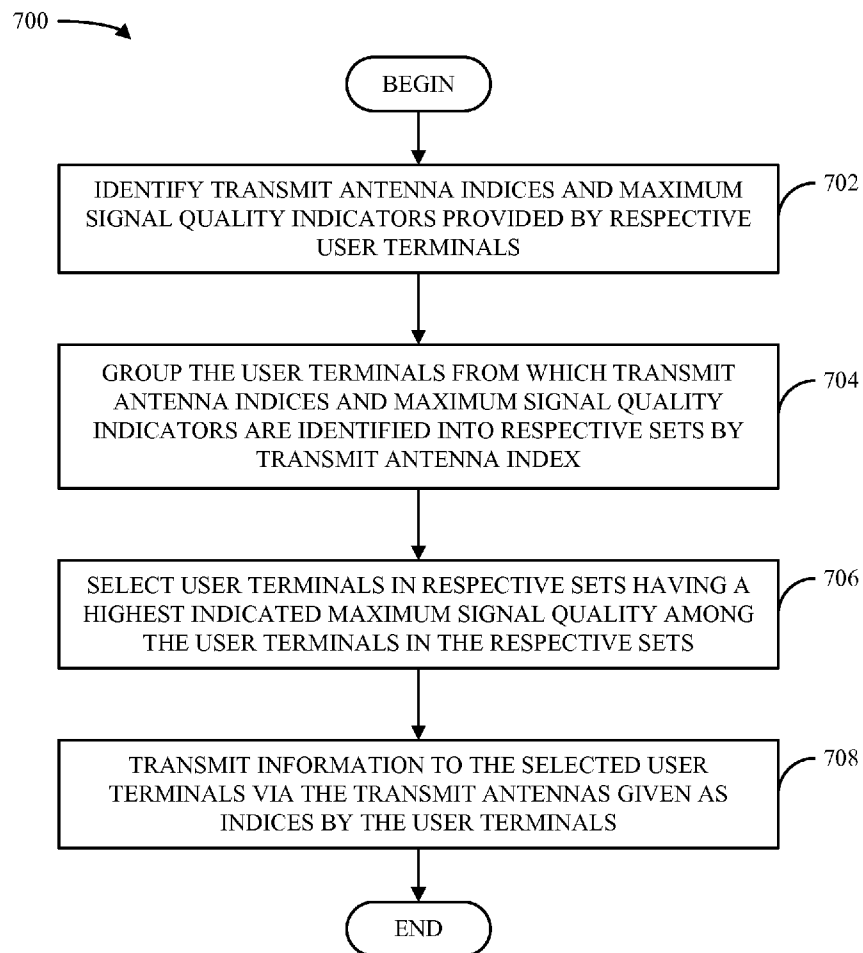 700
BEGIN
IDENTIFY TRANSMIT ANTENNA INDICES AND MAXIMUM
SIGNAL QUALITY INDICATORS PROVIDED BY RESPECTIVE
USER TERMINALS
702
GROUP THE USER TERMINALS FROM WHICH TRANSMIT
ANTENNA INDICES AND MAXIMUM SIGNAL QUALITY
INDICATORS ARE IDENTIFIED INTO RESPECTIVE SETS BY
TRANSMIT ANTENNA INDEX
704
SELECT USER TERMINALS IN RESPECTIVE SETS HAVING A
HIGHEST INDICATED MAXIMUM SIGNAL QUALITY AMONG
THE USER TERMINALS IN THE RESPECTIVE SETS
706
TRANSMIT INFORMATION TO THE SELECTED USER
TERMINALS VIA THE TRANSMIT ANTENNAS GIVEN AS
INDICES BY THE USER TERMINALS
708
END